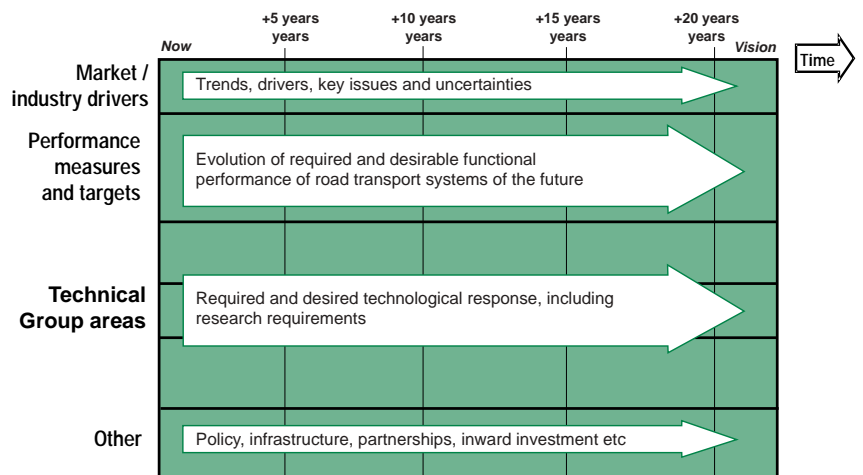 +5 years +10 years +15 years +20 years
years years years years
Now Vision
Time
Market /
industry drivers
Trends, drivers, key issues and uncertainties
Performance
measures
and targets
Evolution of required and desirable functional
performance of road transport systems of the future
Technical
Group areas
Required and desired technological response, including
research requirements
Other
Policy, infrastructure, partnerships, inward investment etc